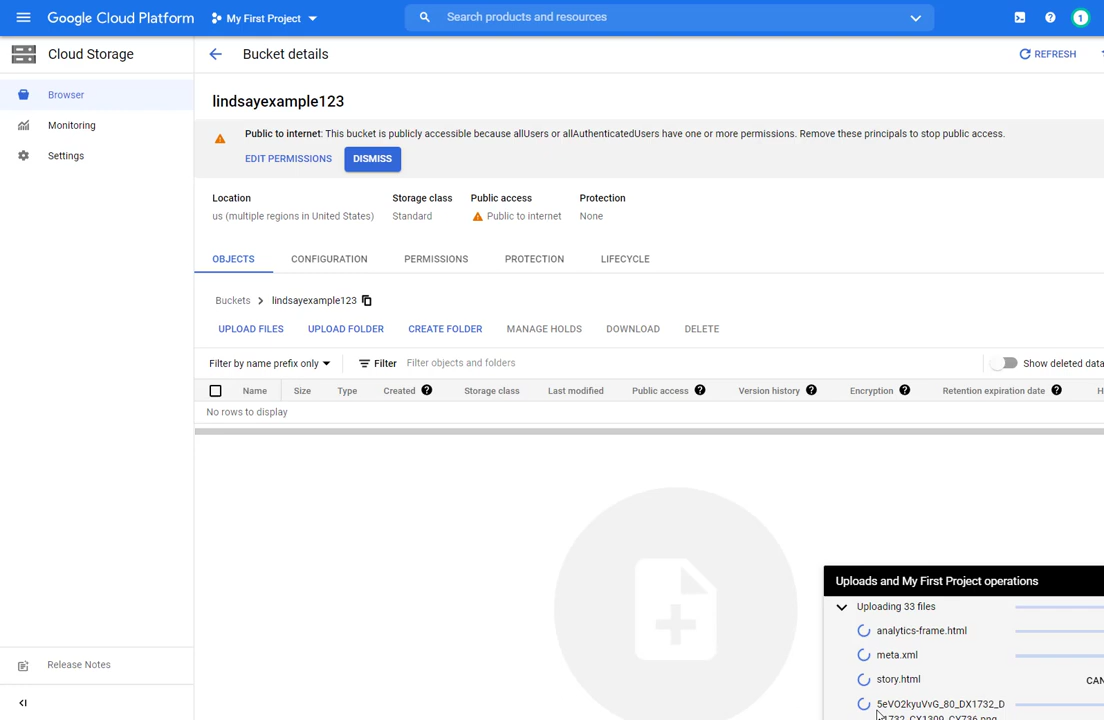 Google Cloud Platform My First Project Search products and resources 1
Cloud Storage Bucket details REFRESH
Browser
Monitoring
Settings
lindsayexample123
Public to internet: This bucket is publicly accessible because allUsers or allAuthenticatedUsers have one or more permissions. Remove these principals to stop public access.
EDIT PERMISSIONS DISMISS
Location Storage class Public access Protection
us (multiple regions in United States) Standard Public to internet None
OBJECTS CONFIGURATION PERMISSIONS PROTECTION LIFECYCLE
Buckets lindsayexample123
UPLOAD FILES UPLOAD FOLDER CREATE FOLDER MANAGE HOLDS DOWNLOAD DELETE
Filter by name prefix only Filter Filter objects and folders Show deleted data
Name Size Type Created Storage class Last modified Public access Version history Encryption Retention expiration date H
No rows to display
Uploads and My First Project operations
Uploading 33 files
analytics-frame.html
meta.xml
story.html CAN
5eVO2kyuVvG_80_DX1732_D
1732_CX1309_CY736.png
Release Notes